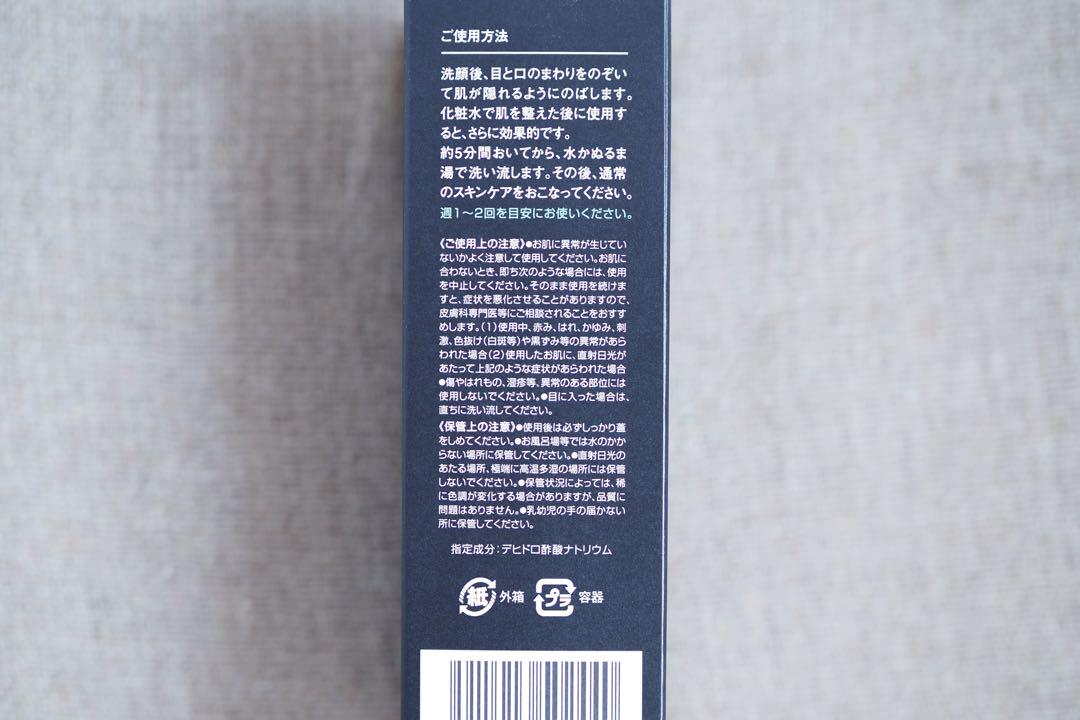 ご使用方法
洗顔後、目と口のまわりをのぞい
て肌が隠れるようにのばします。
化粧水で肌を整えた後に使用す
ると、さらに効果的です。
約5分間おいてから、水かぬるま
湯で洗い流します。その後、通常
のスキンケアをおこなってください。
週1～2回を目安にお使いください。
《ご使用上の注意》●お肌に異常が生じてい
ないかよく注意して使用してください。お肌に
合わないとき、即ち次のような場合には、使用
を中止してください。そのまま使用を続けま
すと、症状を悪化させることがありますので、
皮膚科専門医等にご相談されることをおすす
めします。(1)使用中、赤み、はれ、かゆみ、刺
激、色抜け(白斑等)や黒ずみ等の異常があら
われた場合(2)使用したお肌に、直射日光が
あたって上記のような症状があらわれた場合
●傷やはれもの、湿疹等、異常のある部位には
使用しないでください。●目に入った場合は、
直ちに洗い流してください。
《保管上の注意》●使用後は必ずしっかり蓋
をしめてください。●お風呂場等では水のかか
らない場所に保管してください。●直射日光の
あたる場所、極端に高温多湿の場所には保管
しないでください。●保管状況によっては、稀
に色調が変化する場合がありますが、品質に
問題はありません。●乳幼児の手の届かない
所に保管してください。
指定成分：デヒドロ酢酸ナトリウム
紙 外箱 プラ 容器